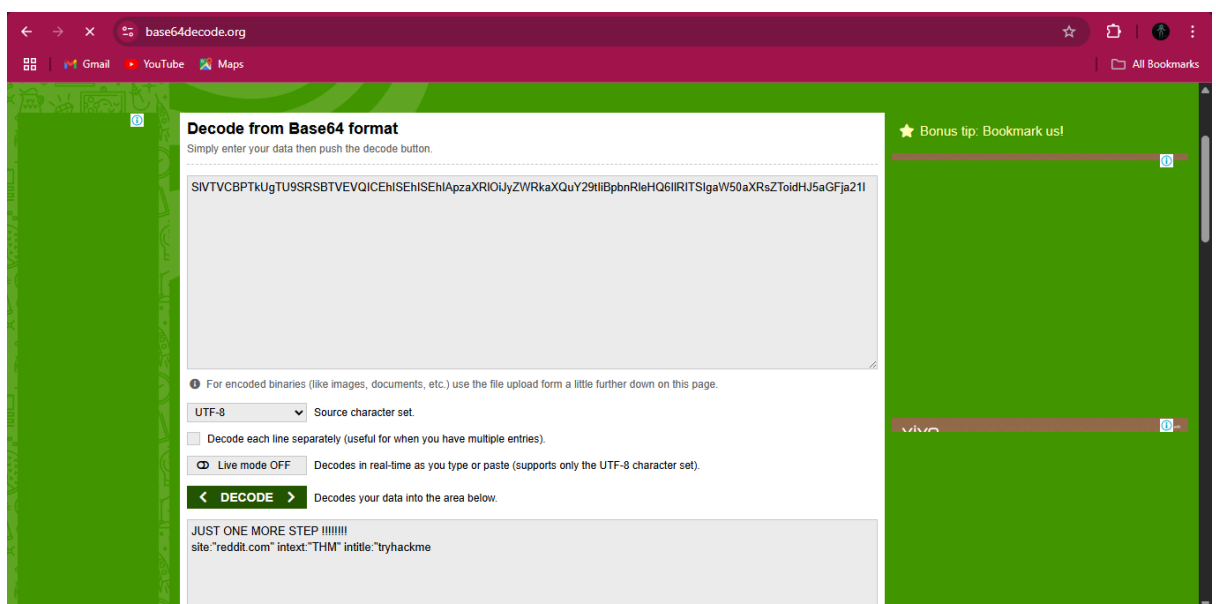 base64decode.org
Gmail
YouTube
Maps
All Bookmarks
Decode from Base64 format
Simply enter your data then push the decode button.
Bonus tip: Bookmark us!
For encoded binaries (like images, documents, etc.) use the file upload form a little further down on this page.
UTF-8
Source character set.
Decode each line separately (useful for when you have multiple entries).
Live mode OFF
Decodes in real-time as you type or paste (supports only the UTF-8 character set).
< DECODE >
Decodes your data into the area below.
JUST ONE MORE STEP !!!!!!!!
site:"reddit.com" intext:"THM" intitle:"tryhackme